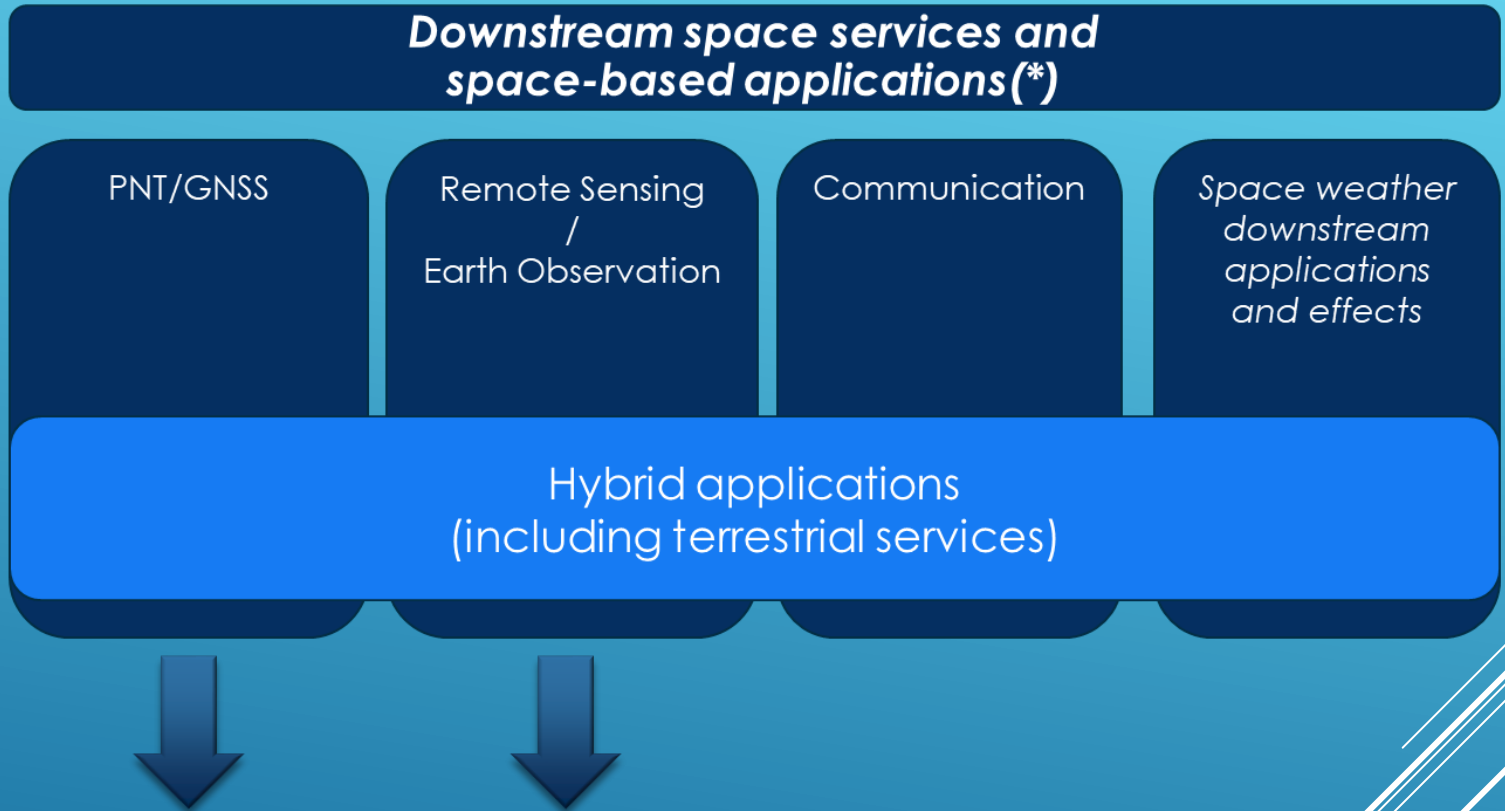 Downstream space services and
space-based applications(*)
PNT/GNSS
Remote Sensing
/
Earth Observation
Communication
Space weather
downstream
applications
and effects
Hybrid applications
(including terrestrial services)